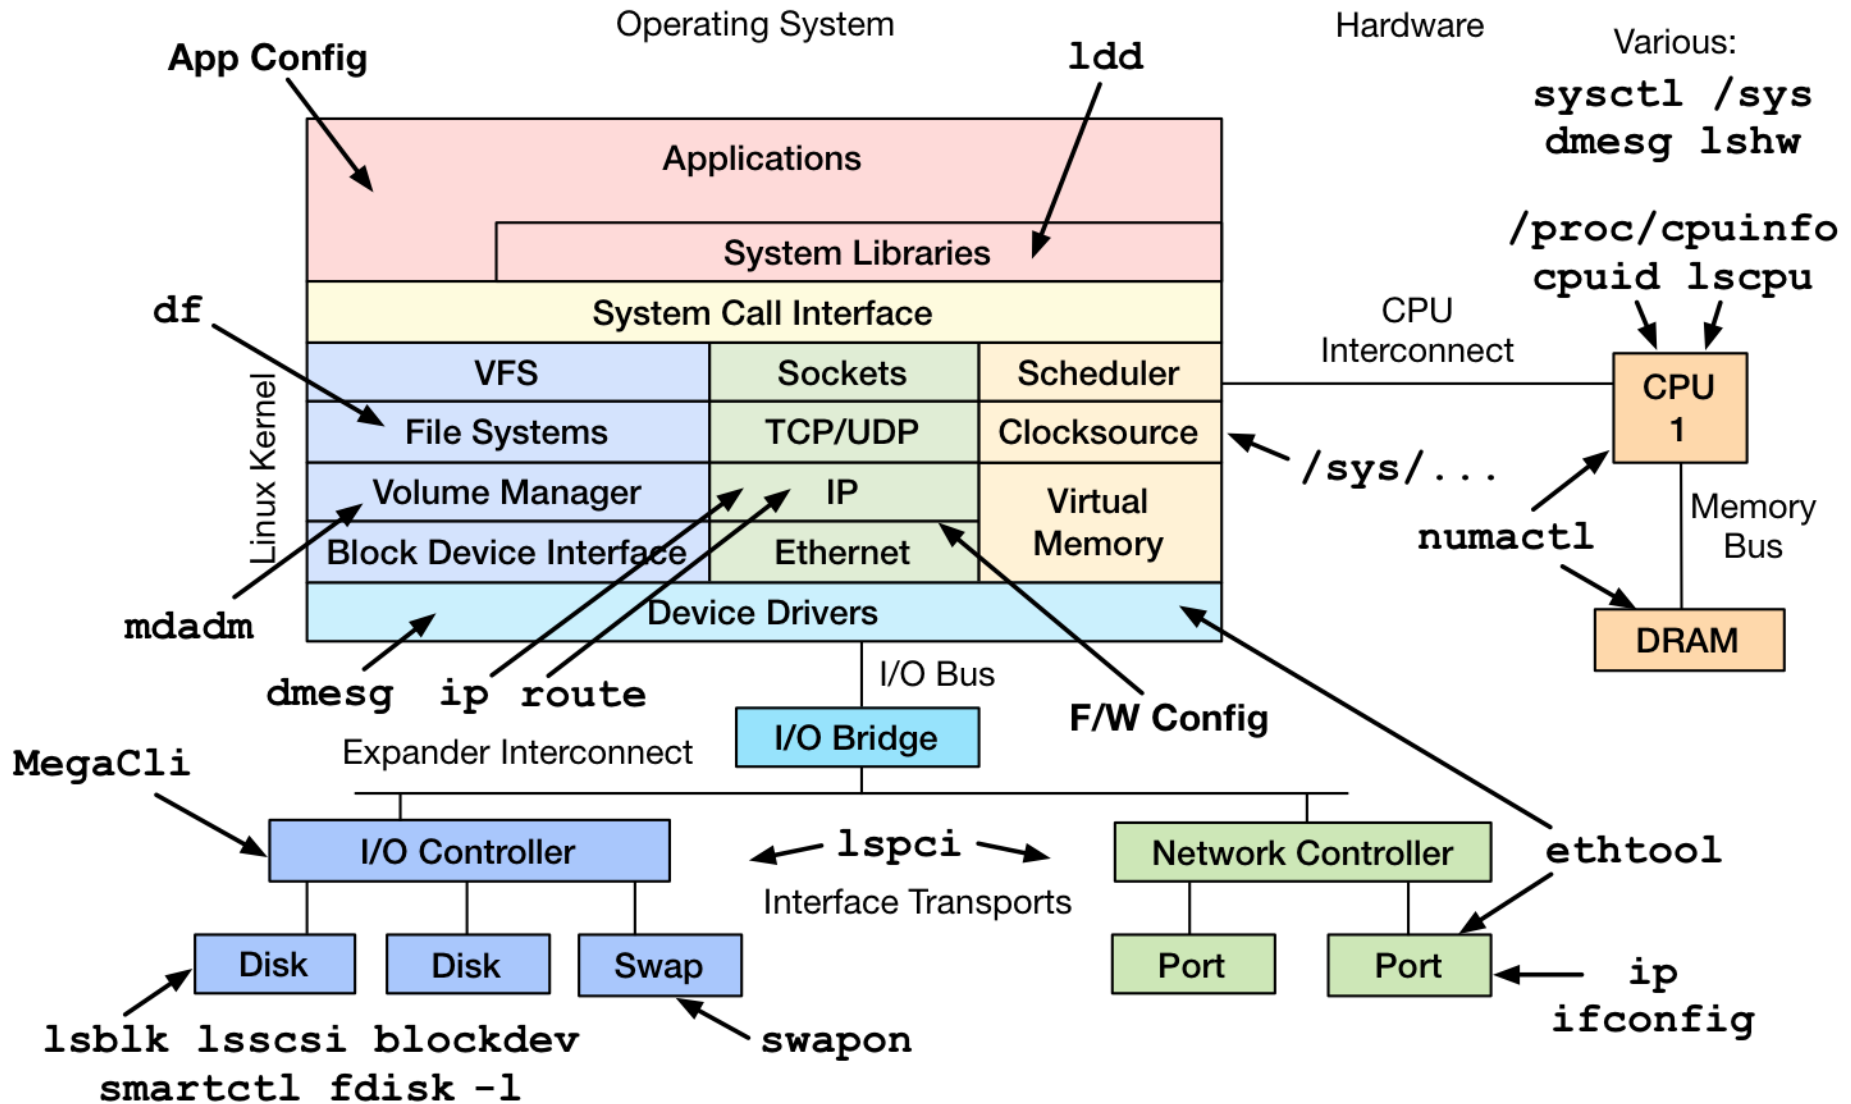 Operating System
Hardware
Various:
sysctl /sys
dmesg lshw
App Config
ldd
Applications
System Libraries
System Call Interface
/proc/cpuinfo
cpuid lscpu
df
Linux Kernel
VFS
Sockets
Scheduler
CPU
Interconnect
CPU
1
File Systems
TCP/UDP
Clocksource
/sys/...
Volume Manager
IP
Virtual
Memory
Block Device Interface
Ethernet
numactl
Memory
Bus
mdadm
Device Drivers
DRAM
dmesg
ip
route
I/O Bus
F/W Config
I/O Bridge
MegaCli
Expander Interconnect
I/O Controller
lspci
Network Controller
ethtool
Interface Transports
Disk
Disk
Swap
Port
Port
ip
ifconfig
lsblk lsscsi blockdev
smartctl fdisk -l
swapon